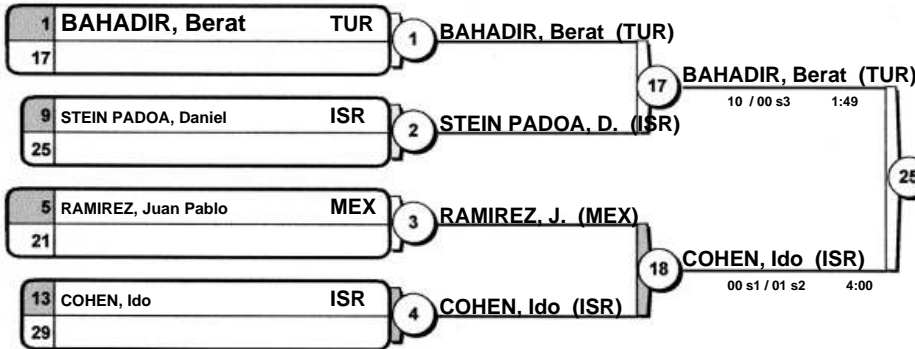 1 BAHADIR, Berat TUR
17
1
BAHADIR, Berat (TUR)
9 STEIN PADOA, Daniel ISR
25
2
STEIN PADOA, D. (ISR)
17
BAHADIR, Berat (TUR)
10 / 00 s3 1:49
5 RAMIREZ, Juan Pablo MEX
21
3
RAMIREZ, J. (MEX)
13 COHEN, Ido ISR
29
4
COHEN, Ido (ISR)
18
COHEN, Ido (ISR)
00 s1 / 01 s2 4:00
25